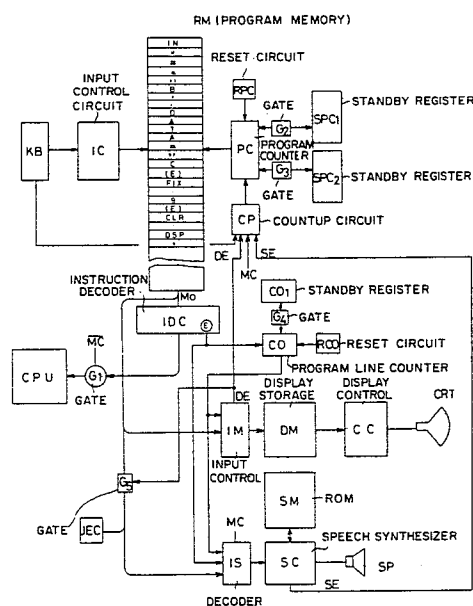 RM (PROGRAM MEMORY)
IN
B
D
A
T
A
C
(E)
FIX
9
(E)
CLR
DSP
RESET CIRCUIT
RPC
INPUT
CONTROL
CIRCUIT
KB
IC
PC
GATE
G2
SPC1
STANDBY REGISTER
PROGRAM
COUNTER
G3
GATE
SPC2
STANDBY REGISTER
CP
COUNTUP CIRCUIT
DE
MC
SE
INSTRUCTION
DECODER
Mo
IDC
E
CO1
STANDBY REGISTER
G4
GATE
CO
RCO
RESET CIRCUIT
PROGRAM LINE COUNTER
CPU
MC
G1
GATE
DE
IM
INPUT
CONTROL
DISPLAY
STORAGE
DM
DISPLAY
CONTROL
CC
CRT
G5
GATE
JEC
SM
ROM
MC
IS
DECODER
SPEECH SYNTHESIZER
SC
SE
SP